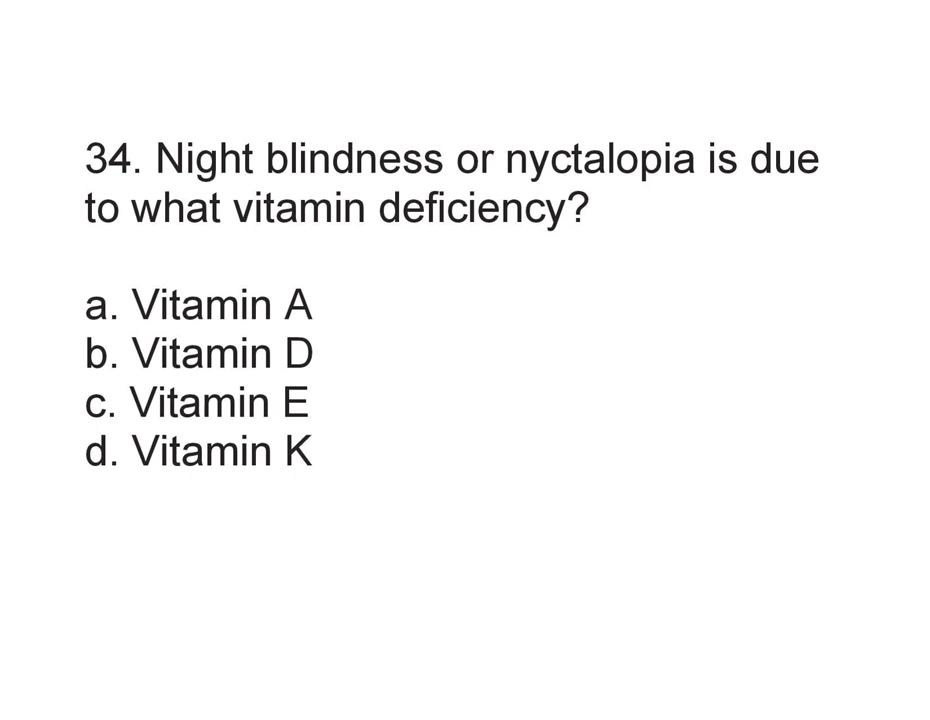 34. Night blindness or nyctalopia is due
to what vitamin deficiency?
a. Vitamin A
b. Vitamin D
c. Vitamin E
d. Vitamin K